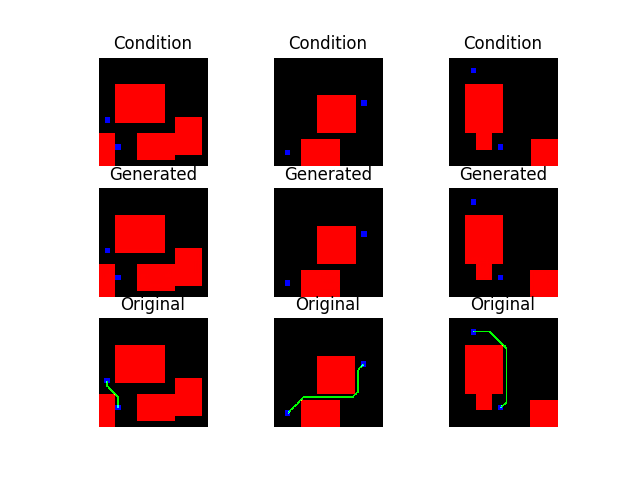 Condition Condition Condition
Generated Generated Generated
Original Original Original